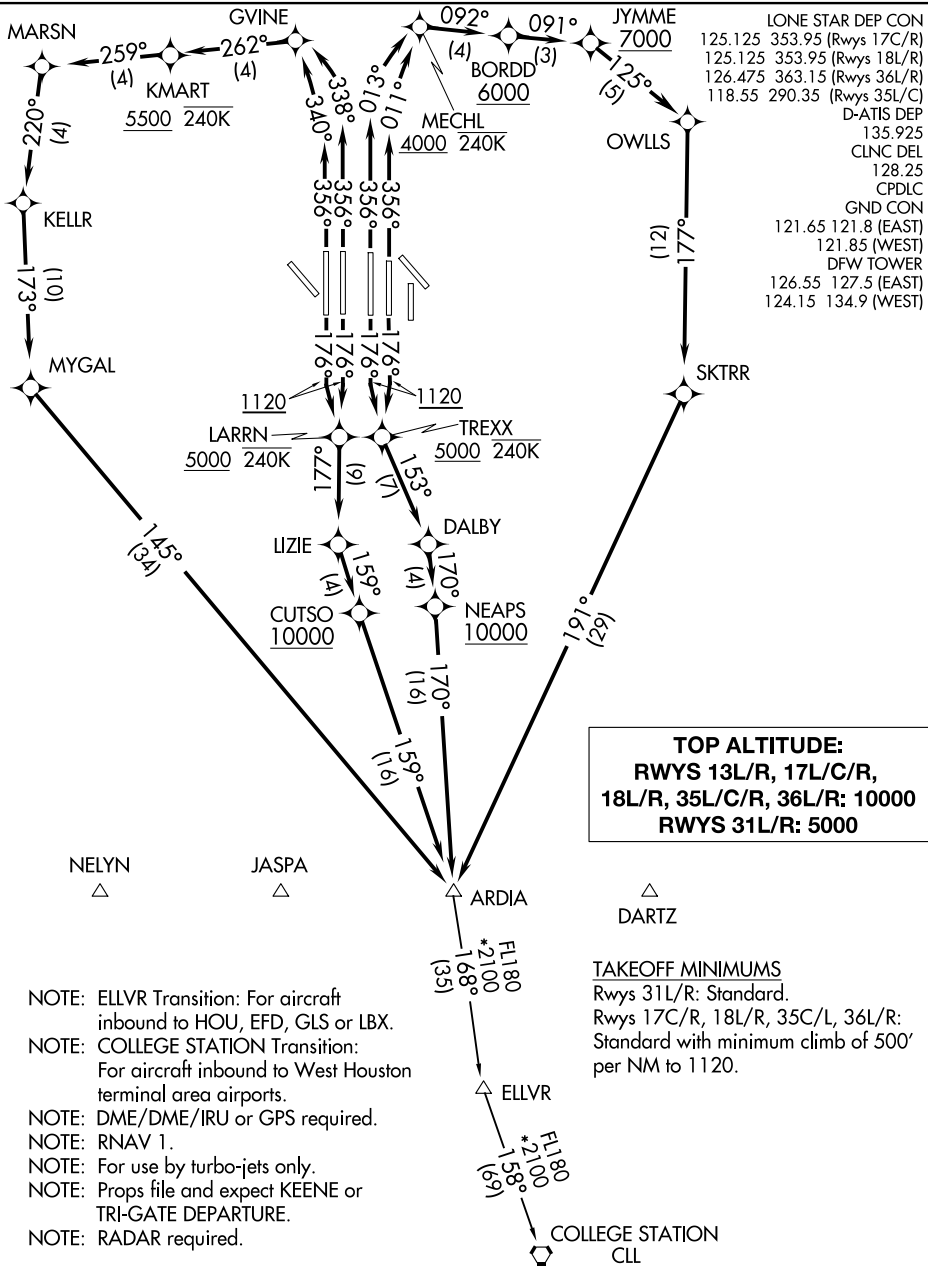 MARSN
259°
(4)
KMART
5500 240K
262°
(4)
GVINE
338°
340°
013°
011°
092°
(4)
BORDD
6000
091°
(3)
JYMME
7000
125°
(5)
MECHL
4000 240K
OWLLS
220°
(4)
KELLR
173°
(10)
MYGAL
356°
356°
356°
356°
176°
176°
176°
176°
1120
1120
177°
(12)
SKTRR
LARRN
5000 240K
TREXX
5000 240K
177°
(9)
153°
(7)
LIZIE
DALBY
159°
(4)
170°
(4)
CUTSO
10000
NEAPS
10000
145°
(34)
159°
(16)
170°
(16)
191°
(29)
LONE STAR DEP CON
125.125 353.95 (Rwys 17C/R)
125.125 353.95 (Rwys 18L/R)
126.475 363.15 (Rwys 36L/R)
118.55 290.35 (Rwys 35L/C)
D-ATIS DEP
135.925
CLNC DEL
128.25
CPDLC
GND CON
121.65 121.8 (EAST)
121.85 (WEST)
DFW TOWER
126.55 127.5 (EAST)
124.15 134.9 (WEST)
TOP ALTITUDE:
RWYS 13L/R, 17L/C/R,
18L/R, 35L/C/R, 36L/R: 10000
RWYS 31L/R: 5000
NELYN
JASPA
ARDIA
DARTZ
FL180
*2100
168°
(35)
ELLVR
FL180
*2100
158°
(69)
COLLEGE STATION
CLL
TAKEOFF MINIMUMS
Rwys 31L/R: Standard.
Rwys 17C/R, 18L/R, 35C/L, 36L/R:
Standard with minimum climb of 500'
per NM to 1120.
NOTE: ELLVR Transition: For aircraft
inbound to HOU, EFD, GLS or LBX.
NOTE: COLLEGE STATION Transition:
For aircraft inbound to West Houston
terminal area airports.
NOTE: DME/DME/IRU or GPS required.
NOTE: RNAV 1.
NOTE: For use by turbo-jets only.
NOTE: Props file and expect KEENE or
TRI-GATE DEPARTURE.
NOTE: RADAR required.